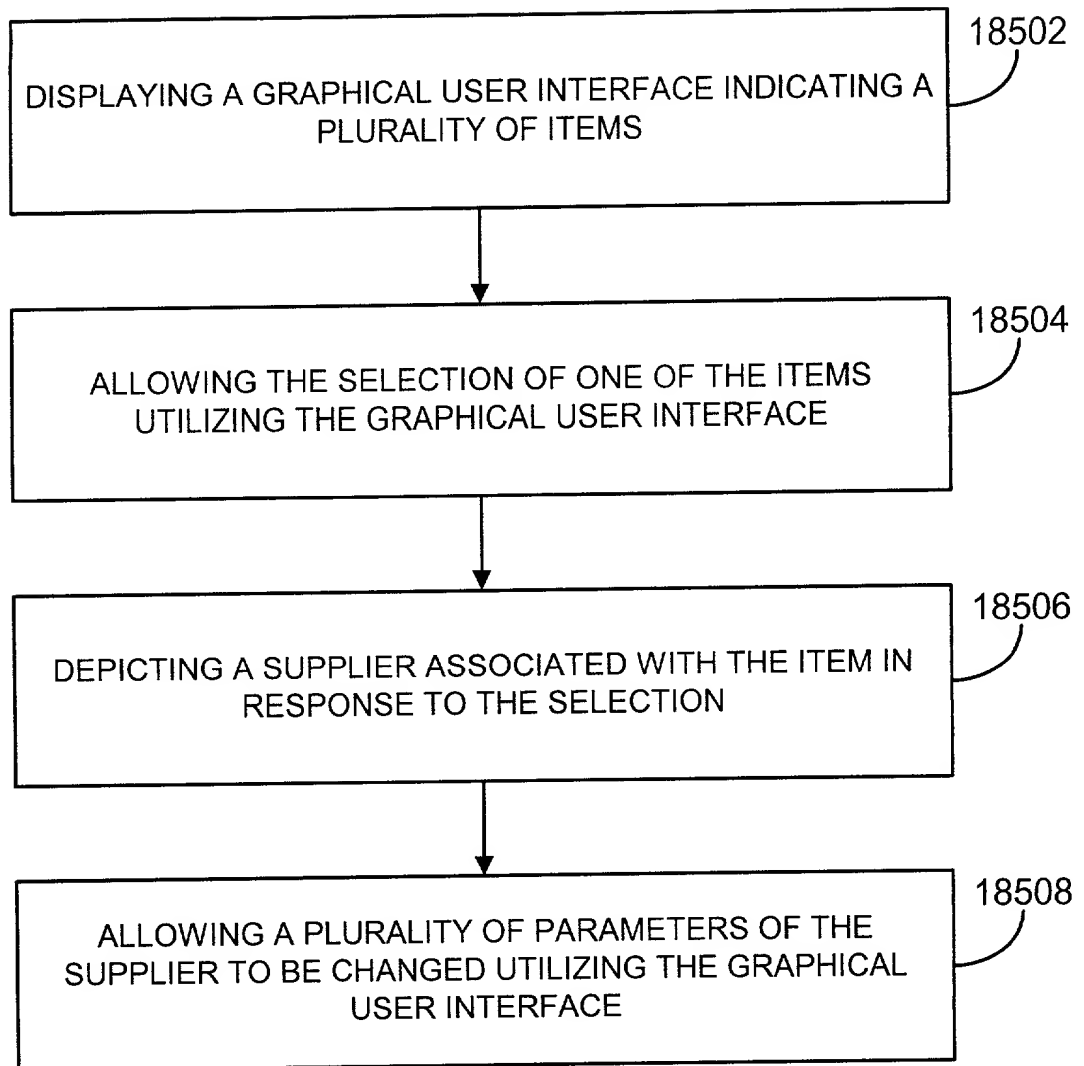 18502
DISPLAYING A GRAPHICAL USER INTERFACE INDICATING A
PLURALITY OF ITEMS
18504
ALLOWING THE SELECTION OF ONE OF THE ITEMS
UTILIZING THE GRAPHICAL USER INTERFACE
18506
DEPICTING A SUPPLIER ASSOCIATED WITH THE ITEM IN
RESPONSE TO THE SELECTION
18508
ALLOWING A PLURALITY OF PARAMETERS OF THE
SUPPLIER TO BE CHANGED UTILIZING THE GRAPHICAL
USER INTERFACE